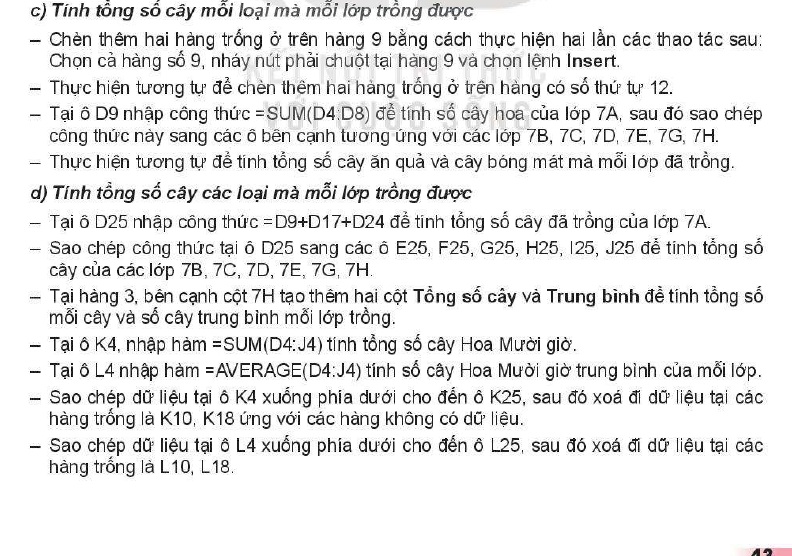 c) Tính tổng số cây mỗi loại mà mỗi lớp trồng được
– Chèn thêm hai hàng trống ở trên hàng 9 bằng cách thực hiện hai lần các thao tác sau:
Chọn cả hàng số 9, nháy nút phải chuột tại hàng 9 và chọn lệnh Insert.
KẾT NỐI TRI THỨC
– Thực hiện tương tự để chèn thêm hai hàng trống ở trên hàng có số thứ tự 12.
– Tại ô D9 nhập công thức =SUM(D4:D8) để tính số cây hoa của lớp 7A, sau đó sao chép
VỚI CUỘC SỐNG
công thức này sang các ô bên cạnh tương ứng với các lớp 7B, 7C, 7D, 7E, 7G, 7H.
– Thực hiện tương tự để tính tổng số cây ăn quả và cây bóng mát mà mỗi lớp đã trồng.
d) Tính tổng số cây các loại mà mỗi lớp trồng được
– Tại ô D25 nhập công thức =D9+D17+D24 để tính tổng số cây đã trồng của lớp 7A.
– Sao chép công thức tại ô D25 sang các ô E25, F25, G25, H25, I25, J25 để tính tổng số
cây của các lớp 7B, 7C, 7D, 7E, 7G, 7H.
– Tại hàng 3, bên cạnh cột 7H tạo thêm hai cột Tổng số cây và Trung bình để tính tổng số
mỗi cây và số cây trung bình mỗi lớp trồng.
– Tại ô K4, nhập hàm =SUM(D4:J4) tính tổng số cây Hoa Mười giờ.
– Tại ô L4 nhập hàm =AVERAGE(D4:J4) tính số cây Hoa Mười giờ trung bình của mỗi lớp.
– Sao chép dữ liệu tại ô K4 xuống phía dưới cho đến ô K25, sau đó xoá đi dữ liệu tại các
hàng trống là K10, K18 ứng với các hàng không có dữ liệu.
– Sao chép dữ liệu tại ô L4 xuống phía dưới cho đến ô L25, sau đó xoá đi dữ liệu tại các
hàng trống là L10, L18.